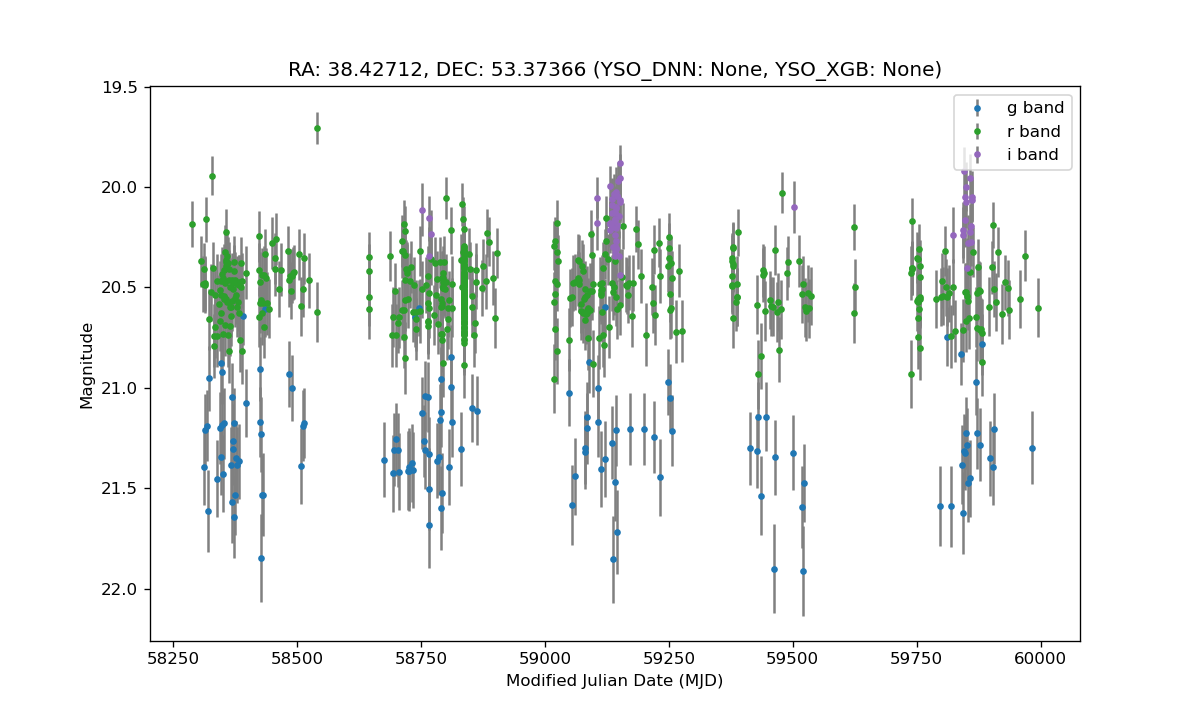 RA: 38.42712, DEC: 53.37366 (YSO_DNN: None, YSO_XGB: None)
g band
r band
i band
19.5
20.0
20.5
21.0
21.5
22.0
Magnitude
58250 58500 58750 59000 59250 59500 59750 60000
Modified Julian Date (MJD)